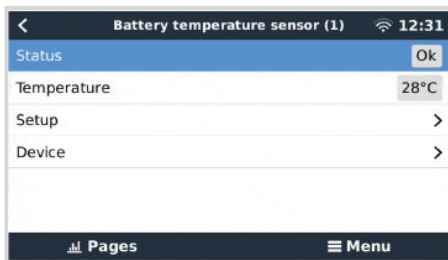 Battery temperature sensor (1) 12:31
Status Ok
Temperature 28°C
Setup
Device
Pages Menu